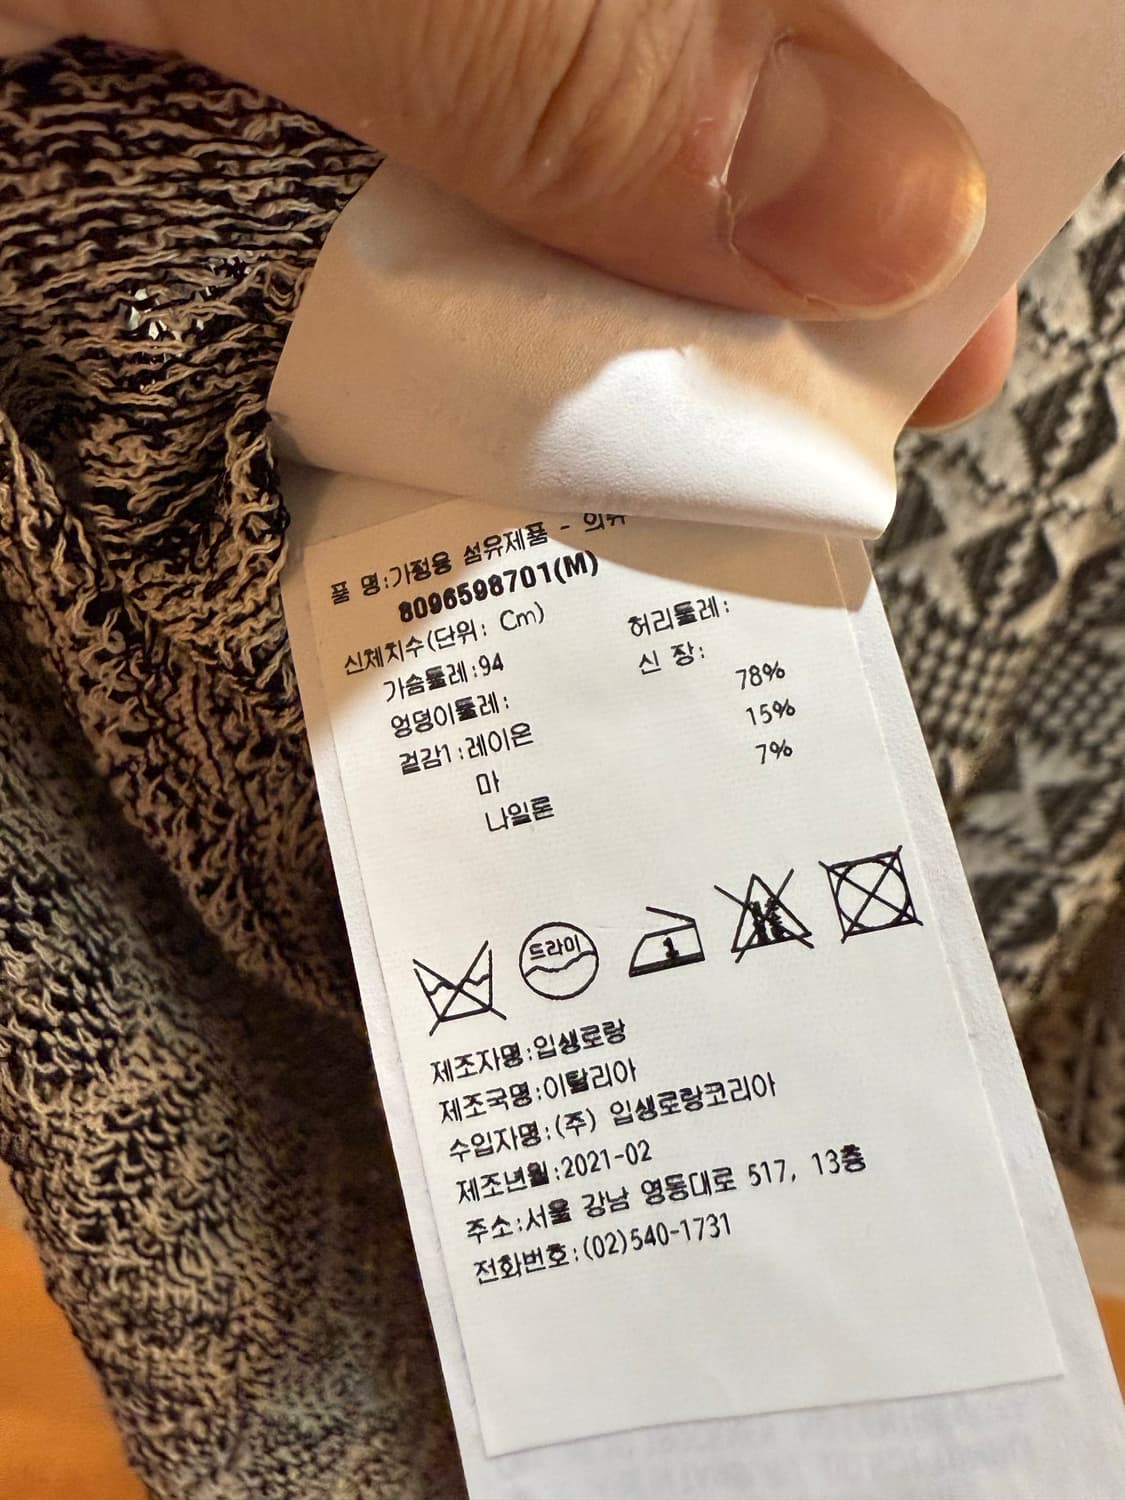 품 명:가정용 섬유제품 - 의류
8096598701(M)
신체치수(단위: Cm)
가슴둘레:94 허리둘레:
엉덩이둘레: 신 장:
겉감1:레이온 78%
마 15%
나일론 7%
드라이
1
제조자명:입생로랑
제조국명:이탈리아
수입자명:(주) 입생로랑코리아
제조년월:2021-02
주소:서울 강남 영동대로 517, 13층
전화번호:(02)540-1731